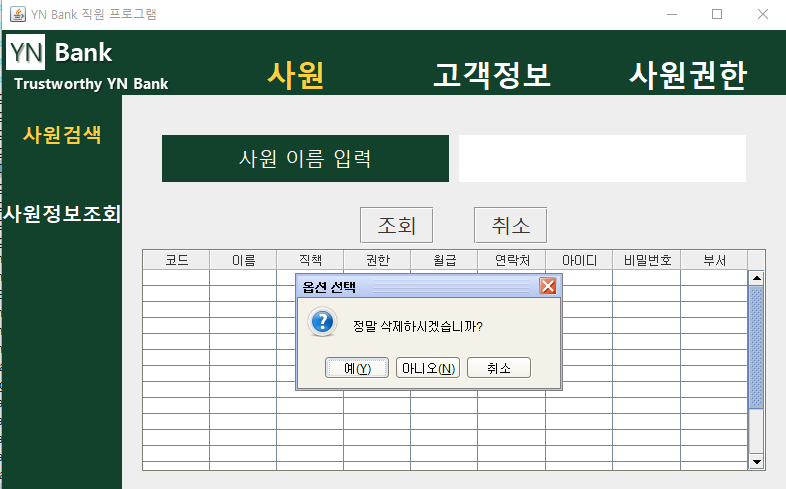 YN Bank 직원 프로그램
YN Bank
Trustworthy YN Bank
사원 고객정보 사원권한
사원검색
사원정보조회
사원 이름 입력
조회 취소
코드 이름 직책 권한 월급 연락처 아이디 비밀번호 부서
옵션 선택
정말 삭제하시겠습니까?
예(Y) 아니오(N) 취소